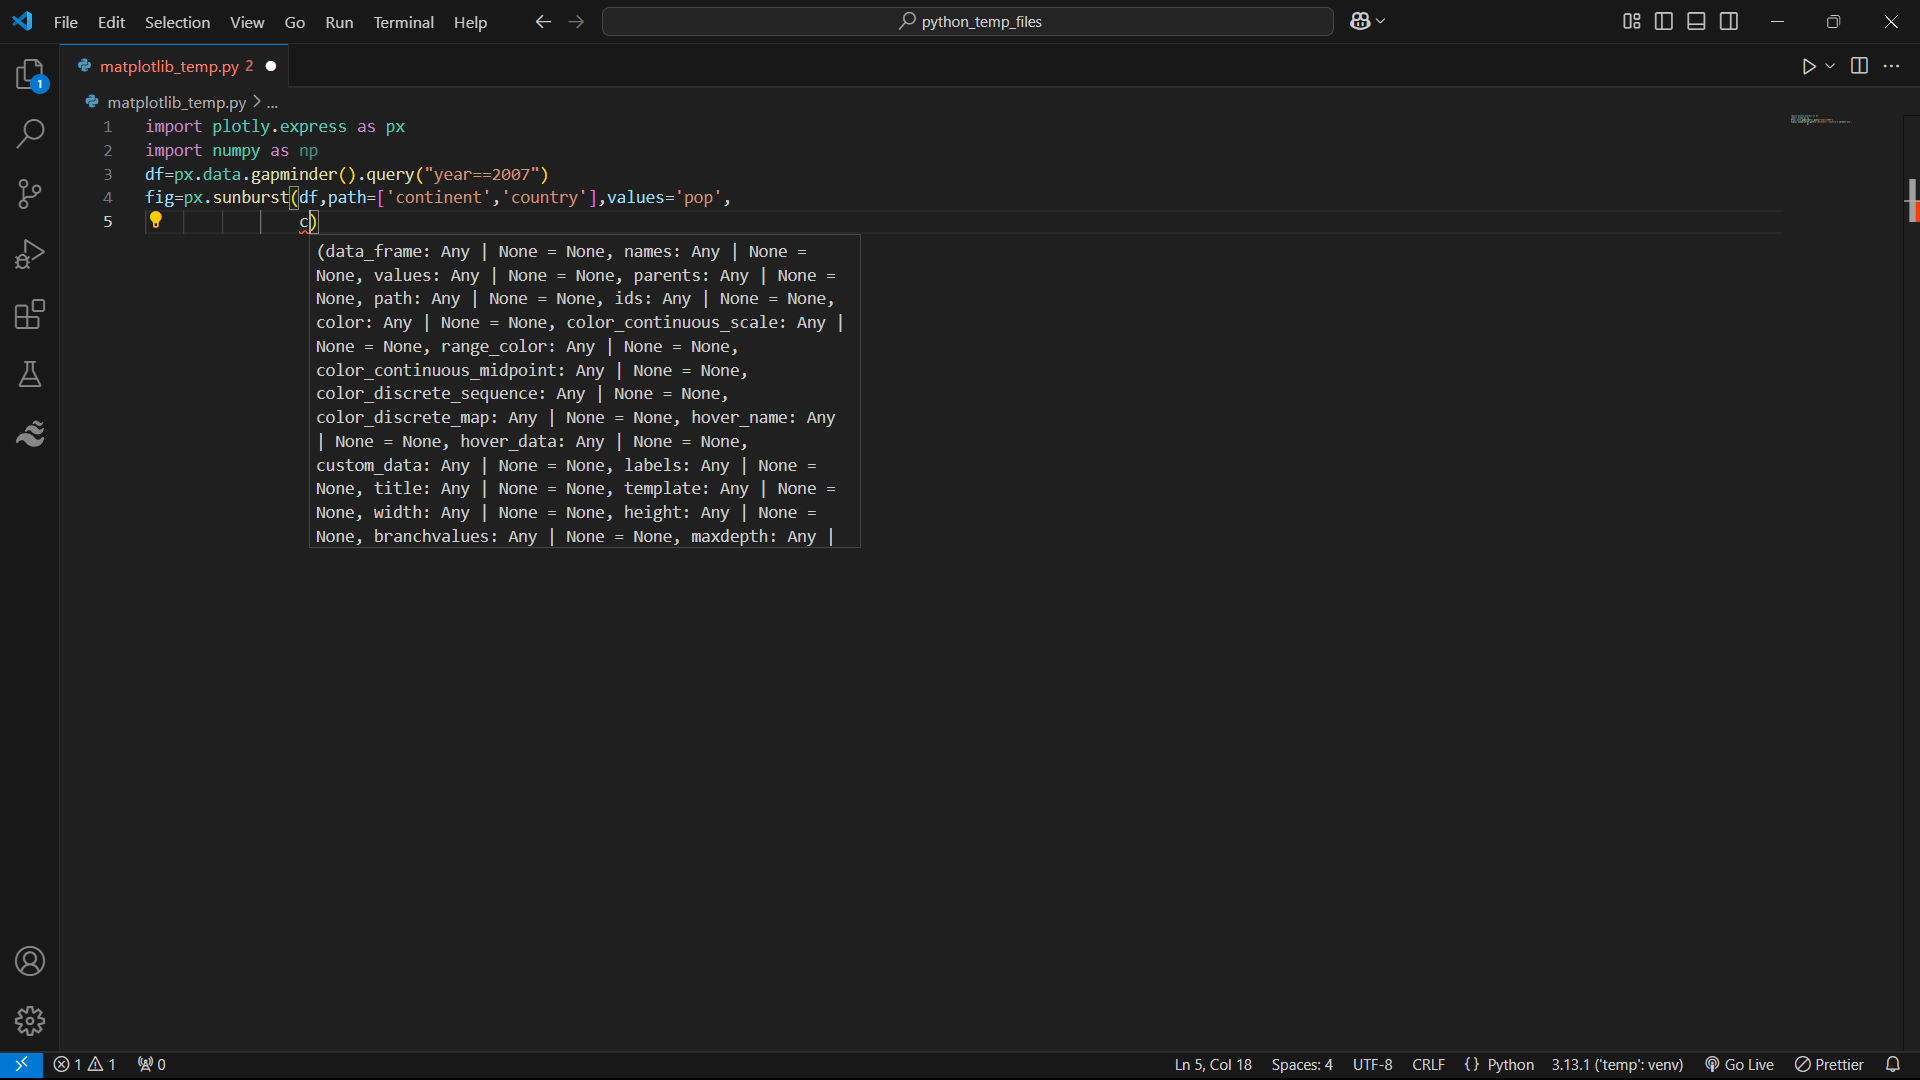 File Edit Selection View Go Run Terminal Help python_temp_files
matplotlib_temp.py 2
matplotlib_temp.py > ...
1 import plotly.express as px
2 import numpy as np
3 df=px.data.gapminder().query("year==2007")
4 fig=px.sunburst(df,path=['continent','country'],values='pop',
5 c)
(data_frame: Any | None = None, names: Any | None =
None, values: Any | None = None, parents: Any | None =
None, path: Any | None = None, ids: Any | None = None,
color: Any | None = None, color_continuous_scale: Any |
None = None, range_color: Any | None = None,
color_continuous_midpoint: Any | None = None,
color_discrete_sequence: Any | None = None,
color_discrete_map: Any | None = None, hover_name: Any
| None = None, hover_data: Any | None = None,
custom_data: Any | None = None, labels: Any | None =
None, title: Any | None = None, template: Any | None =
None, width: Any | None = None, height: Any | None =
None, branchvalues: Any | None = None, maxdepth: Any |
1
1 1 0 Ln 5, Col 18 Spaces: 4 UTF-8 CRLF {} Python 3.13.1 ('temp': venv) Go Live Prettier